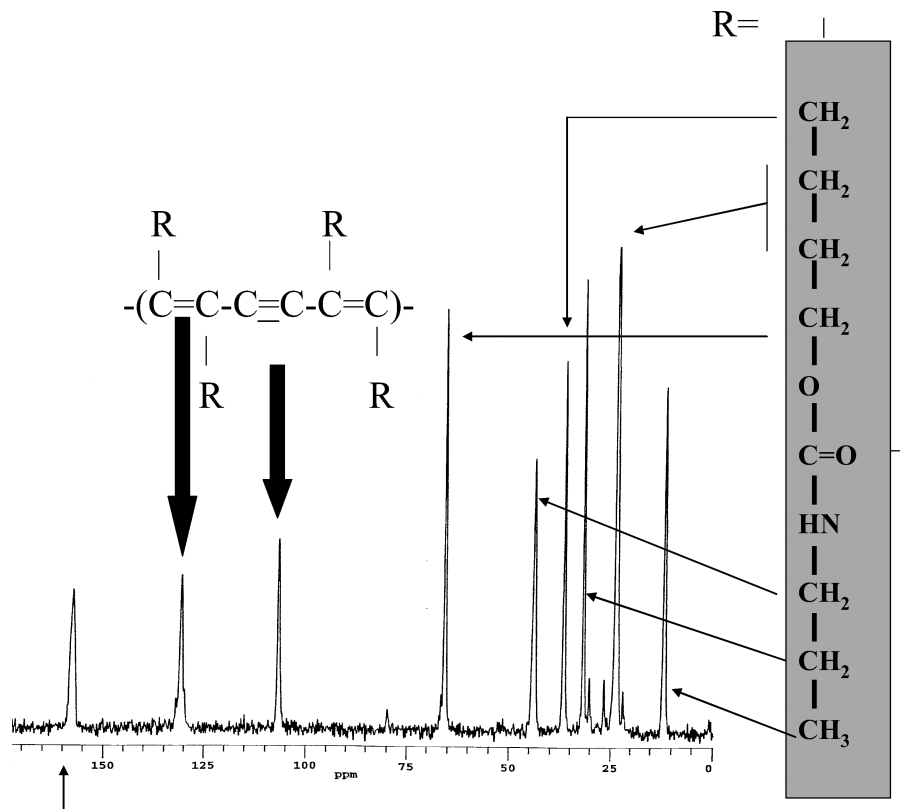 R=
CH₂
CH₂
CH₂
CH₂
O
C=O
HN
CH₂
CH₂
CH₃
R R
-(C=C-C≡C-C=C)-
R R
150 125 100 75 50 25 0
ppm